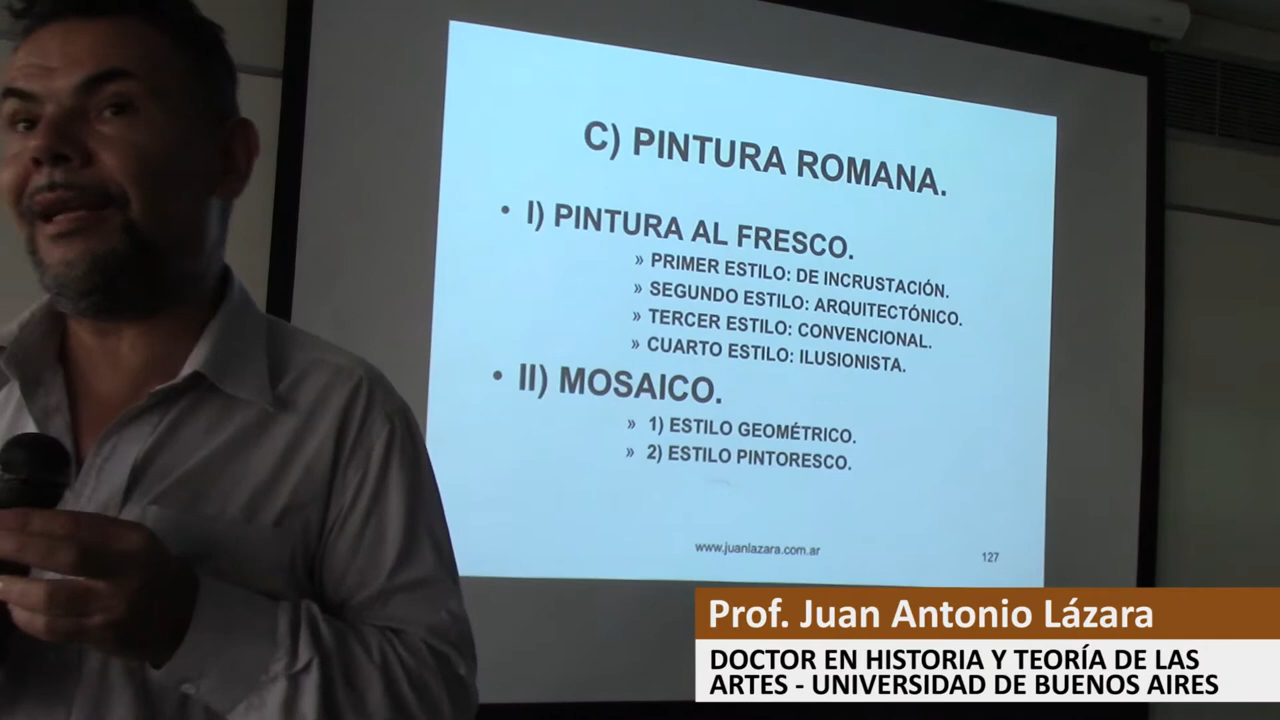 C) PINTURA ROMANA.
• I) PINTURA AL FRESCO.
» PRIMER ESTILO: DE INCRUSTACIÓN.
» SEGUNDO ESTILO: ARQUITECTÓNICO.
» TERCER ESTILO: CONVENCIONAL.
» CUARTO ESTILO: ILUSIONISTA.
• II) MOSAICO.
» 1) ESTILO GEOMÉTRICO.
» 2) ESTILO PINTORESCO.
www.juanlazara.com.ar
127
Prof. Juan Antonio Lázara
DOCTOR EN HISTORIA Y TEORÍA DE LAS
ARTES - UNIVERSIDAD DE BUENOS AIRES